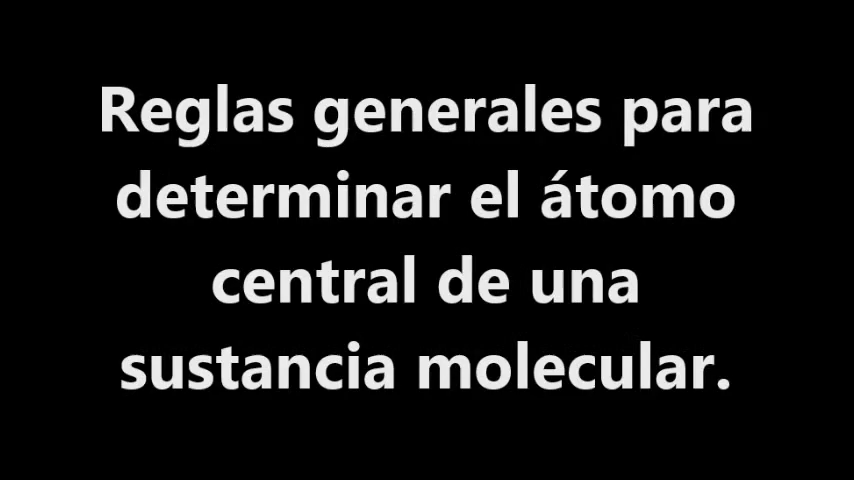 Reglas generales para
determinar el átomo
central de una
sustancia molecular.